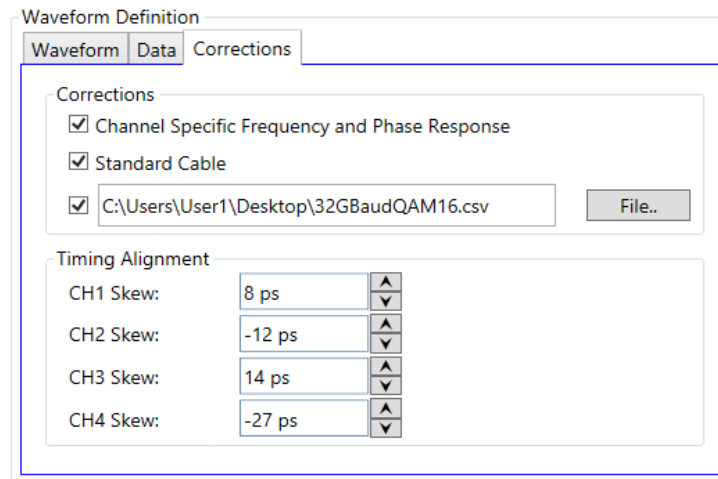 Waveform Definition
Waveform Data Corrections
Corrections
Channel Specific Frequency and Phase Response
Standard Cable
C:\Users\User1\Desktop\32GBaudQAM16.csv File..
Timing Alignment
CH1 Skew: 8 ps
CH2 Skew: -12 ps
CH3 Skew: 14 ps
CH4 Skew: -27 ps